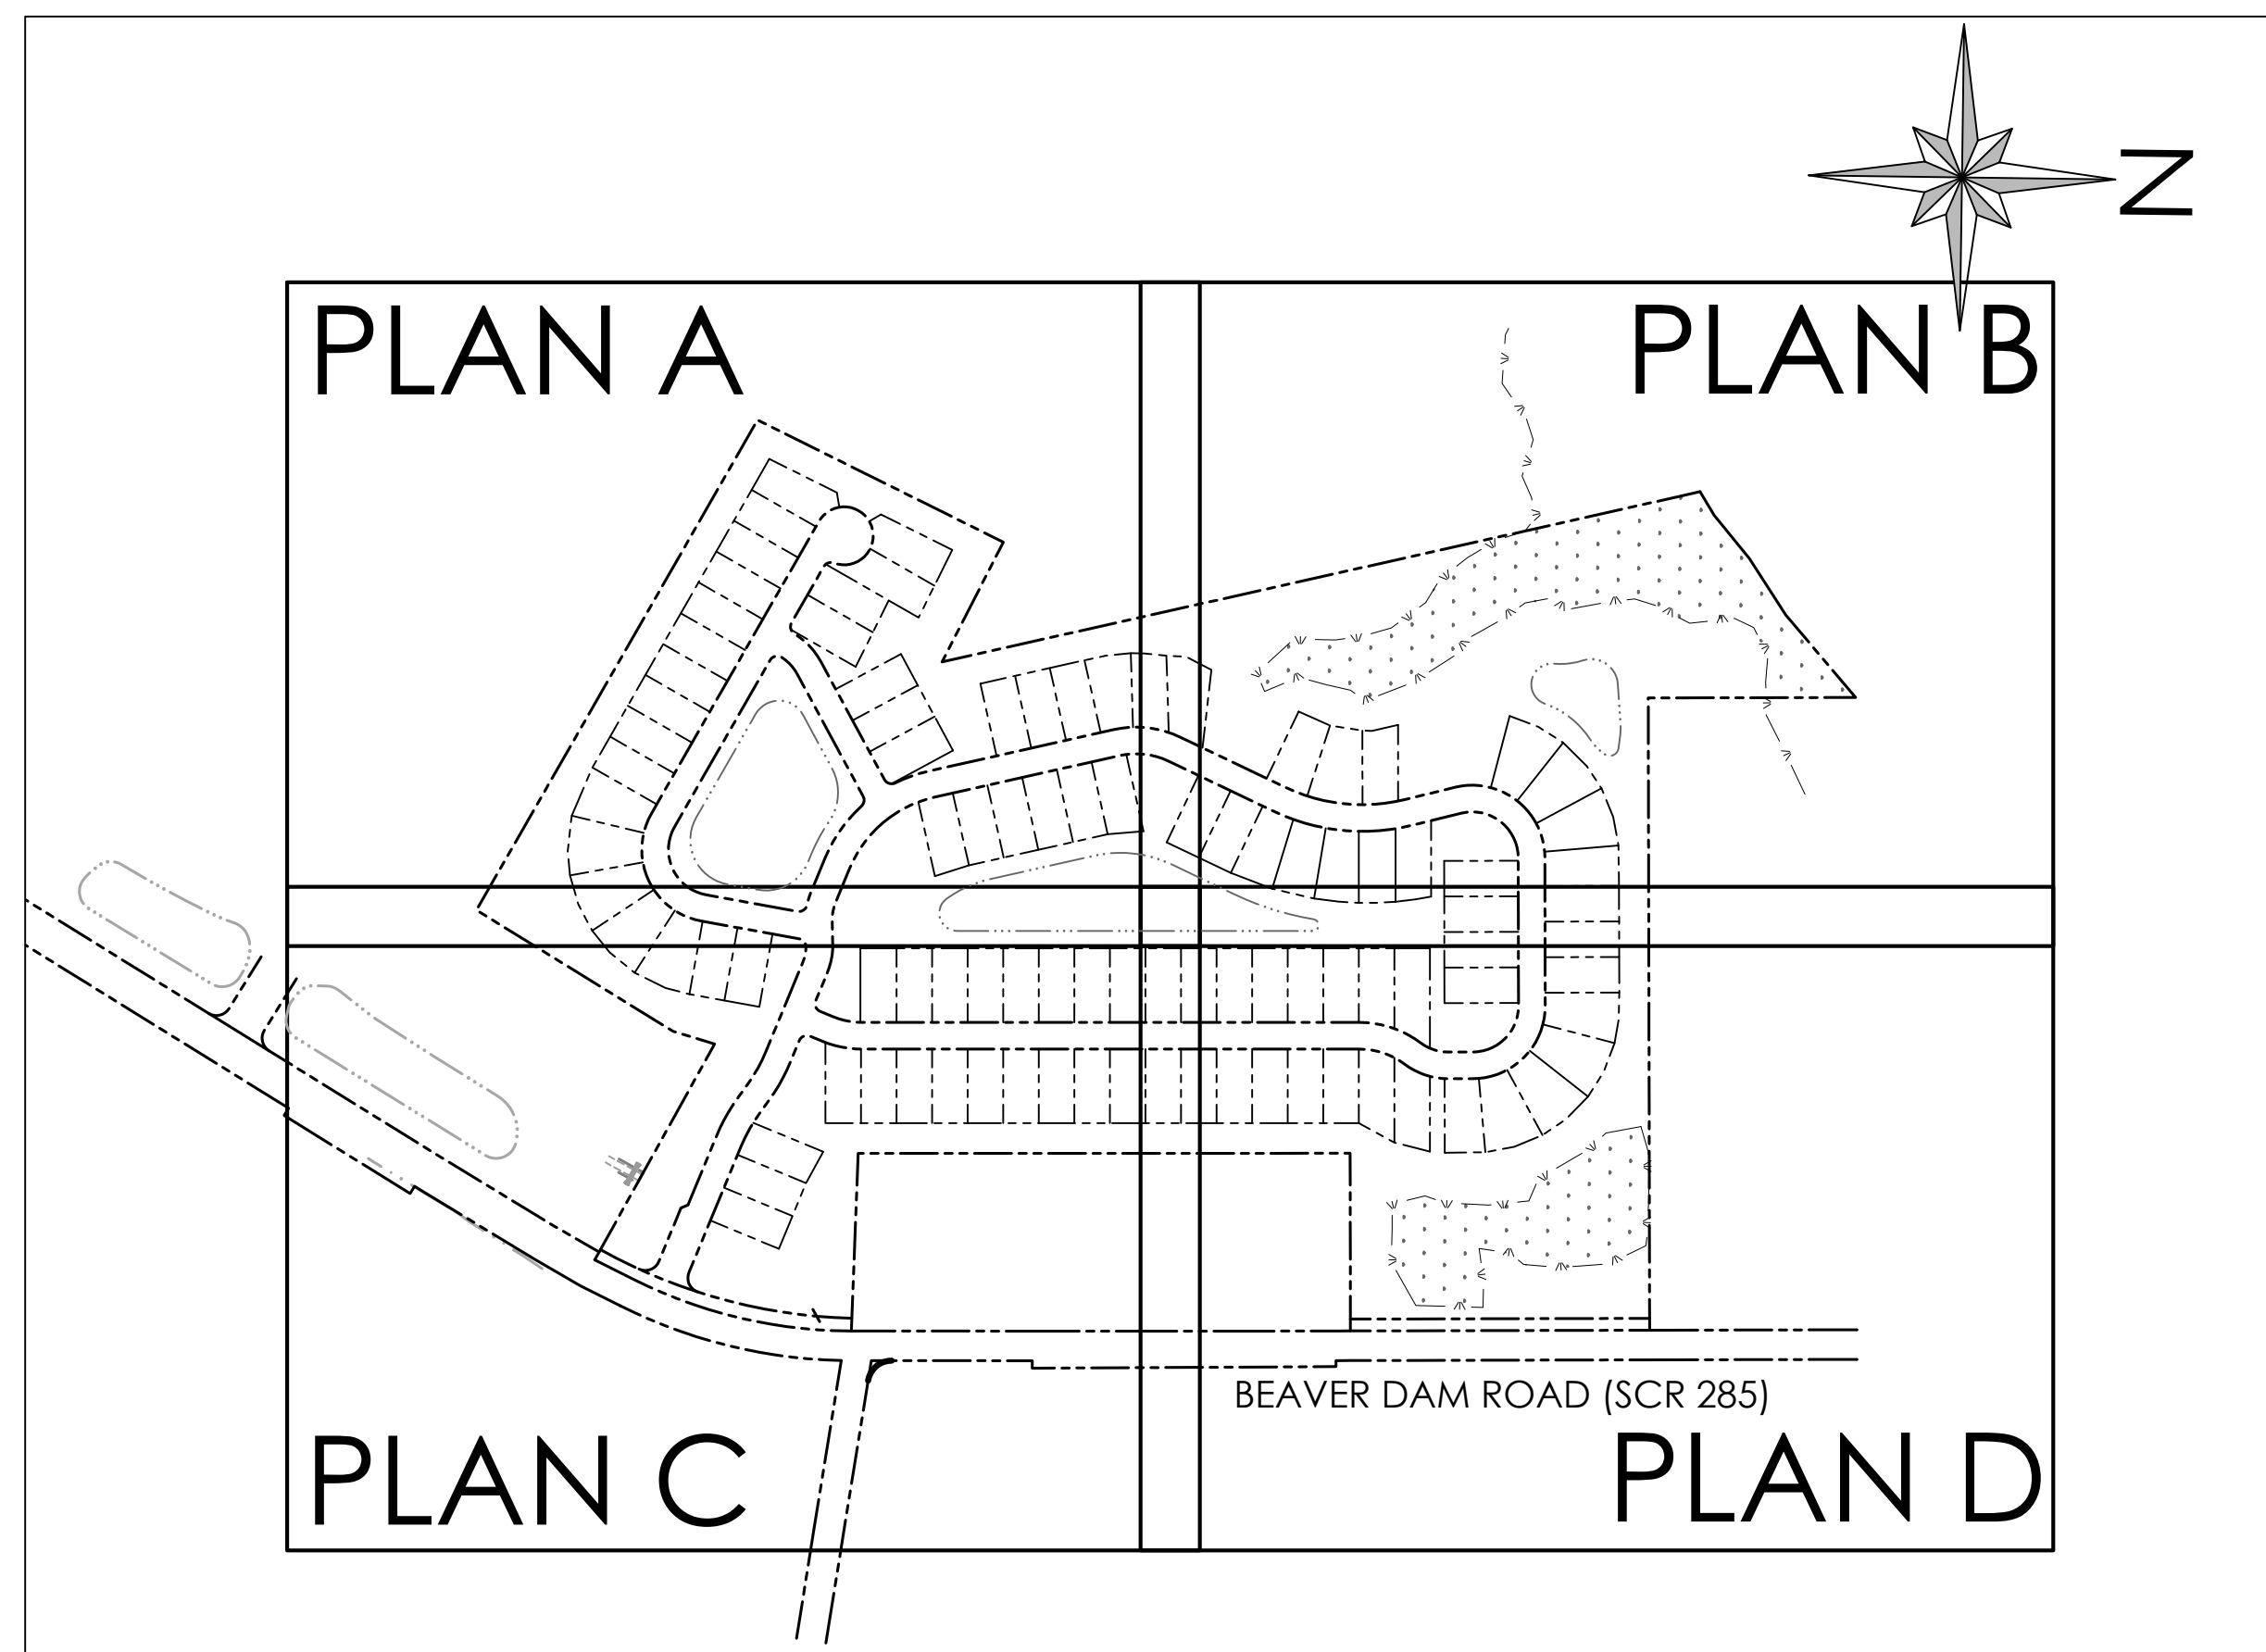 N
PLAN A
PLAN B
BEAVER DAM ROAD (SCR 285)
PLAN C
PLAN D